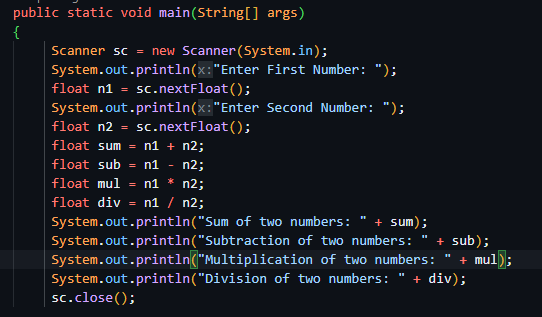 public static void main(String[] args)
{
Scanner sc = new Scanner(System.in);
System.out.println(x:"Enter First Number: ");
float n1 = sc.nextFloat();
System.out.println(x:"Enter Second Number: ");
float n2 = sc.nextFloat();
float sum = n1 + n2;
float sub = n1 - n2;
float mul = n1 * n2;
float div = n1 / n2;
System.out.println("Sum of two numbers: " + sum);
System.out.println("Subtraction of two numbers: " + sub);
System.out.println("Multiplication of two numbers: " + mul);
System.out.println("Division of two numbers: " + div);
sc.close();